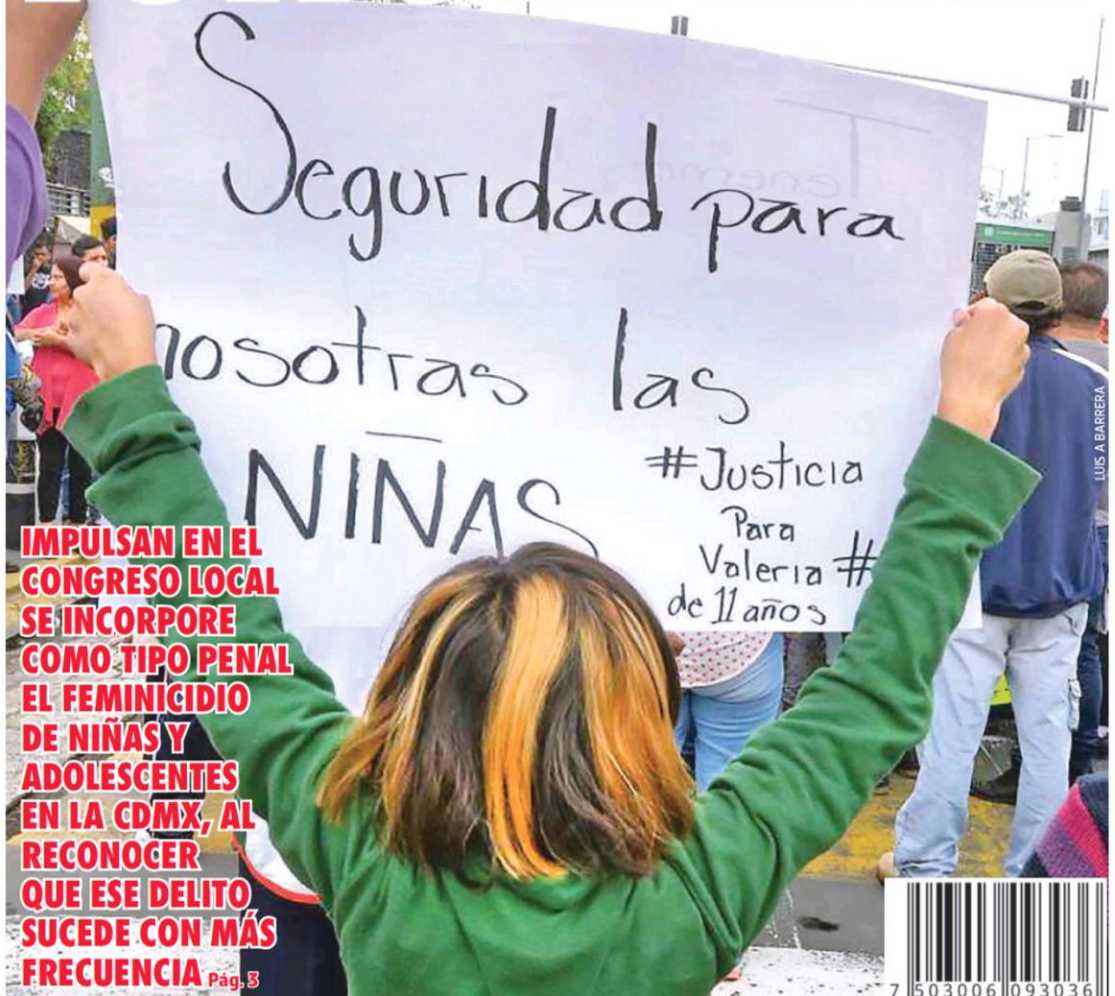 Seguridad para
nosotras las
NIÑAS
#Justicia
Para
Valeria #
de 11 años
LUIS A BARRERA
IMPULSAN EN EL
CONGRESO LOCAL
SE INCORPORE
COMO TIPO PENAL
EL FEMINICIDIO
DE NIÑAS Y
ADOLESCENTES
EN LA CDMX, AL
RECONOCER
QUE ESE DELITO
SUCEDE CON MÁS
FRECUENCIA Pág. 3
7 503006 093036